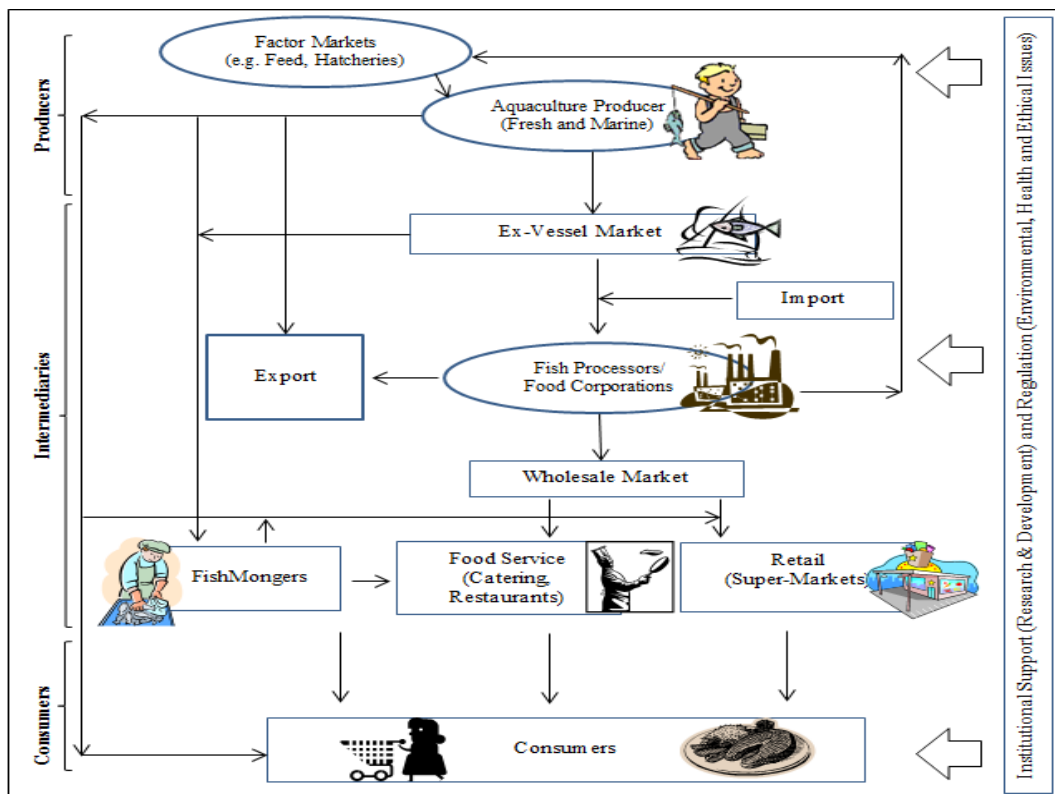 Factor Markets
(e.g. Feed, Hatcheries)
Aquaculture Producer
(Fresh and Marine)
Producers
Ex-Vessel Market
Import
Export
Fish Processors/
Food Corporations
Intermediaries
Wholesale Market
FishMongers
Food Service
(Catering,
Restaurants)
Retail
(Super-Markets)
Consumers
Consumers
Institutional Support (Research & Development) and Regulation (Environmental, Health and Ethical Issues)